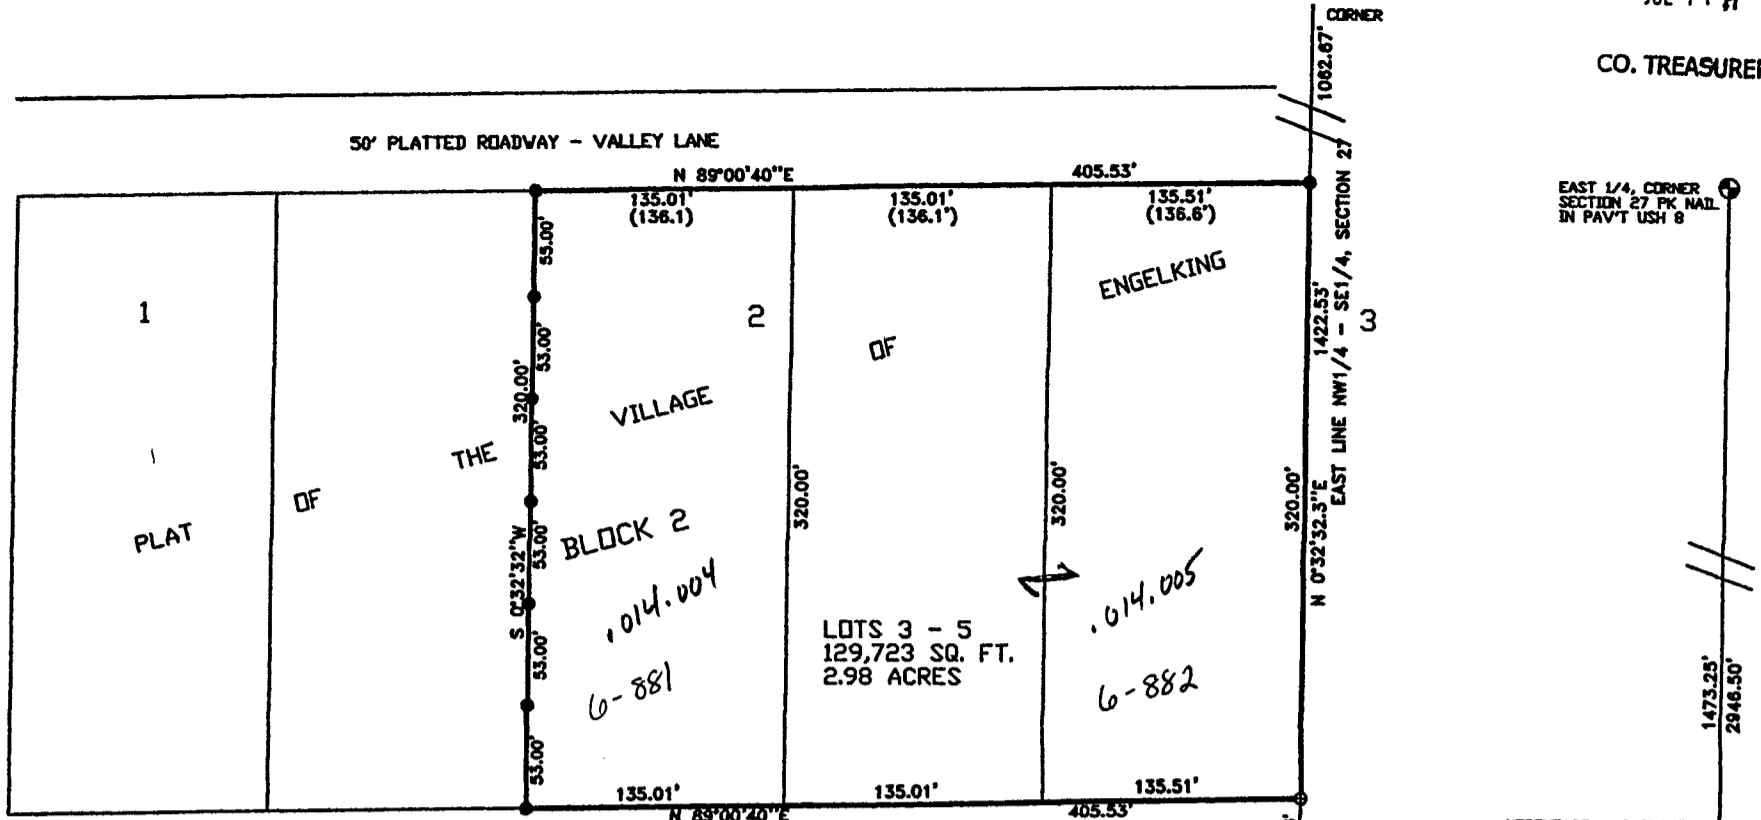 CORNER
1062.67'
CO. TREASURER
50' PLATTED ROADWAY - VALLEY LANE
N 89°00'40"E
405.53'
135.01'
(136.1)
135.01'
(136.1')
135.51'
(136.6')
EAST 1/4, CORNER
SECTION 27 PK NAIL
IN PAV'T USH 8
55.00'
53.00'
53.00'
53.00'
53.00'
53.00'
320.00'
S 0°32'32"W
1
2
3
PLAT
OF
THE
VILLAGE
OF
ENGELKING
BLOCK 2
320.00'
320.00'
320.00'
1422.53'
EAST LINE NW1/4 - SE1/4, SECTION 27
N 0°32'32.3"E
.014.004
6-881
LOTS 3 - 5
129,723 SQ. FT.
2.98 ACRES
.014.005
6-882
1473.25'
2946.50'
135.01'
135.01'
135.51'
N 89°00'40"E
405.53'